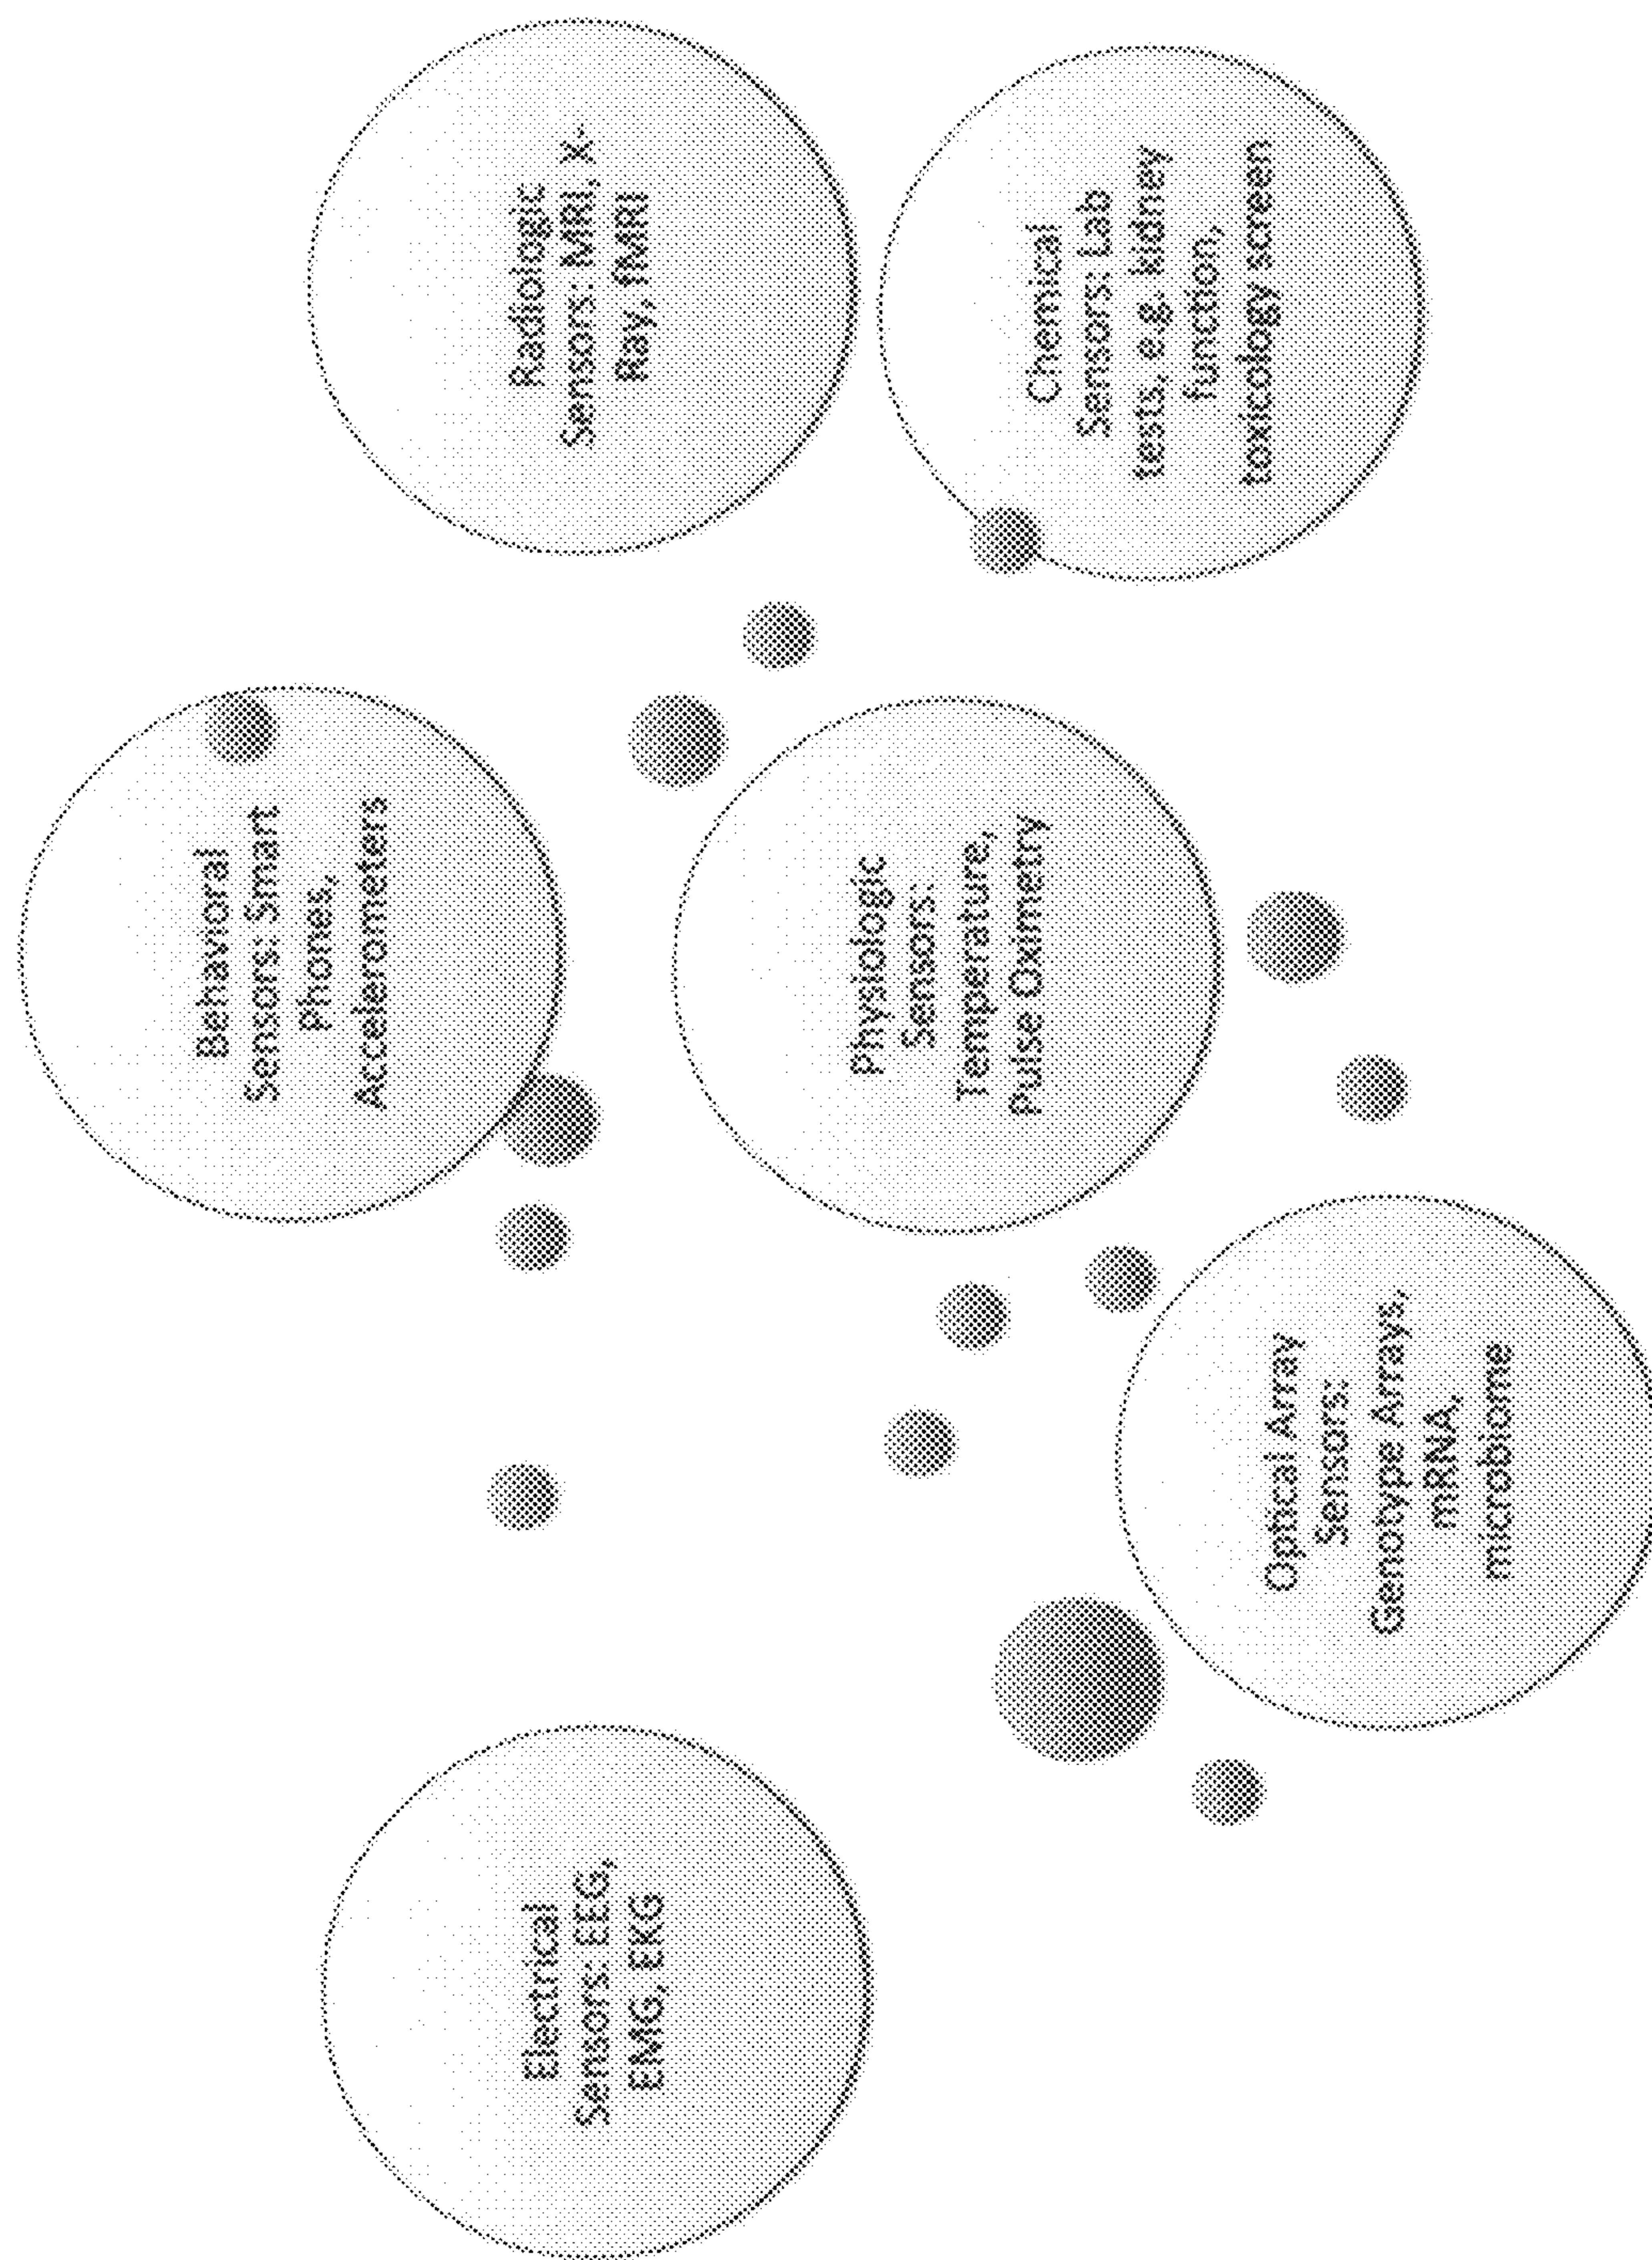 Behavioral
Sensors: Smart
Phones,
Accelerometers
Electrical
Sensors: EEG,
EMG, EKG
Radiologic
Sensors: MRI, x-
Ray, fMRI
Physiologic
Sensors:
Temperature,
Pulse Oximetry
Chemical
Sensors: Lab
tests, e.g. kidney
function,
toxicology screen
Optical Array
Sensors:
Genotype Arrays,
mRNA,
microbiome